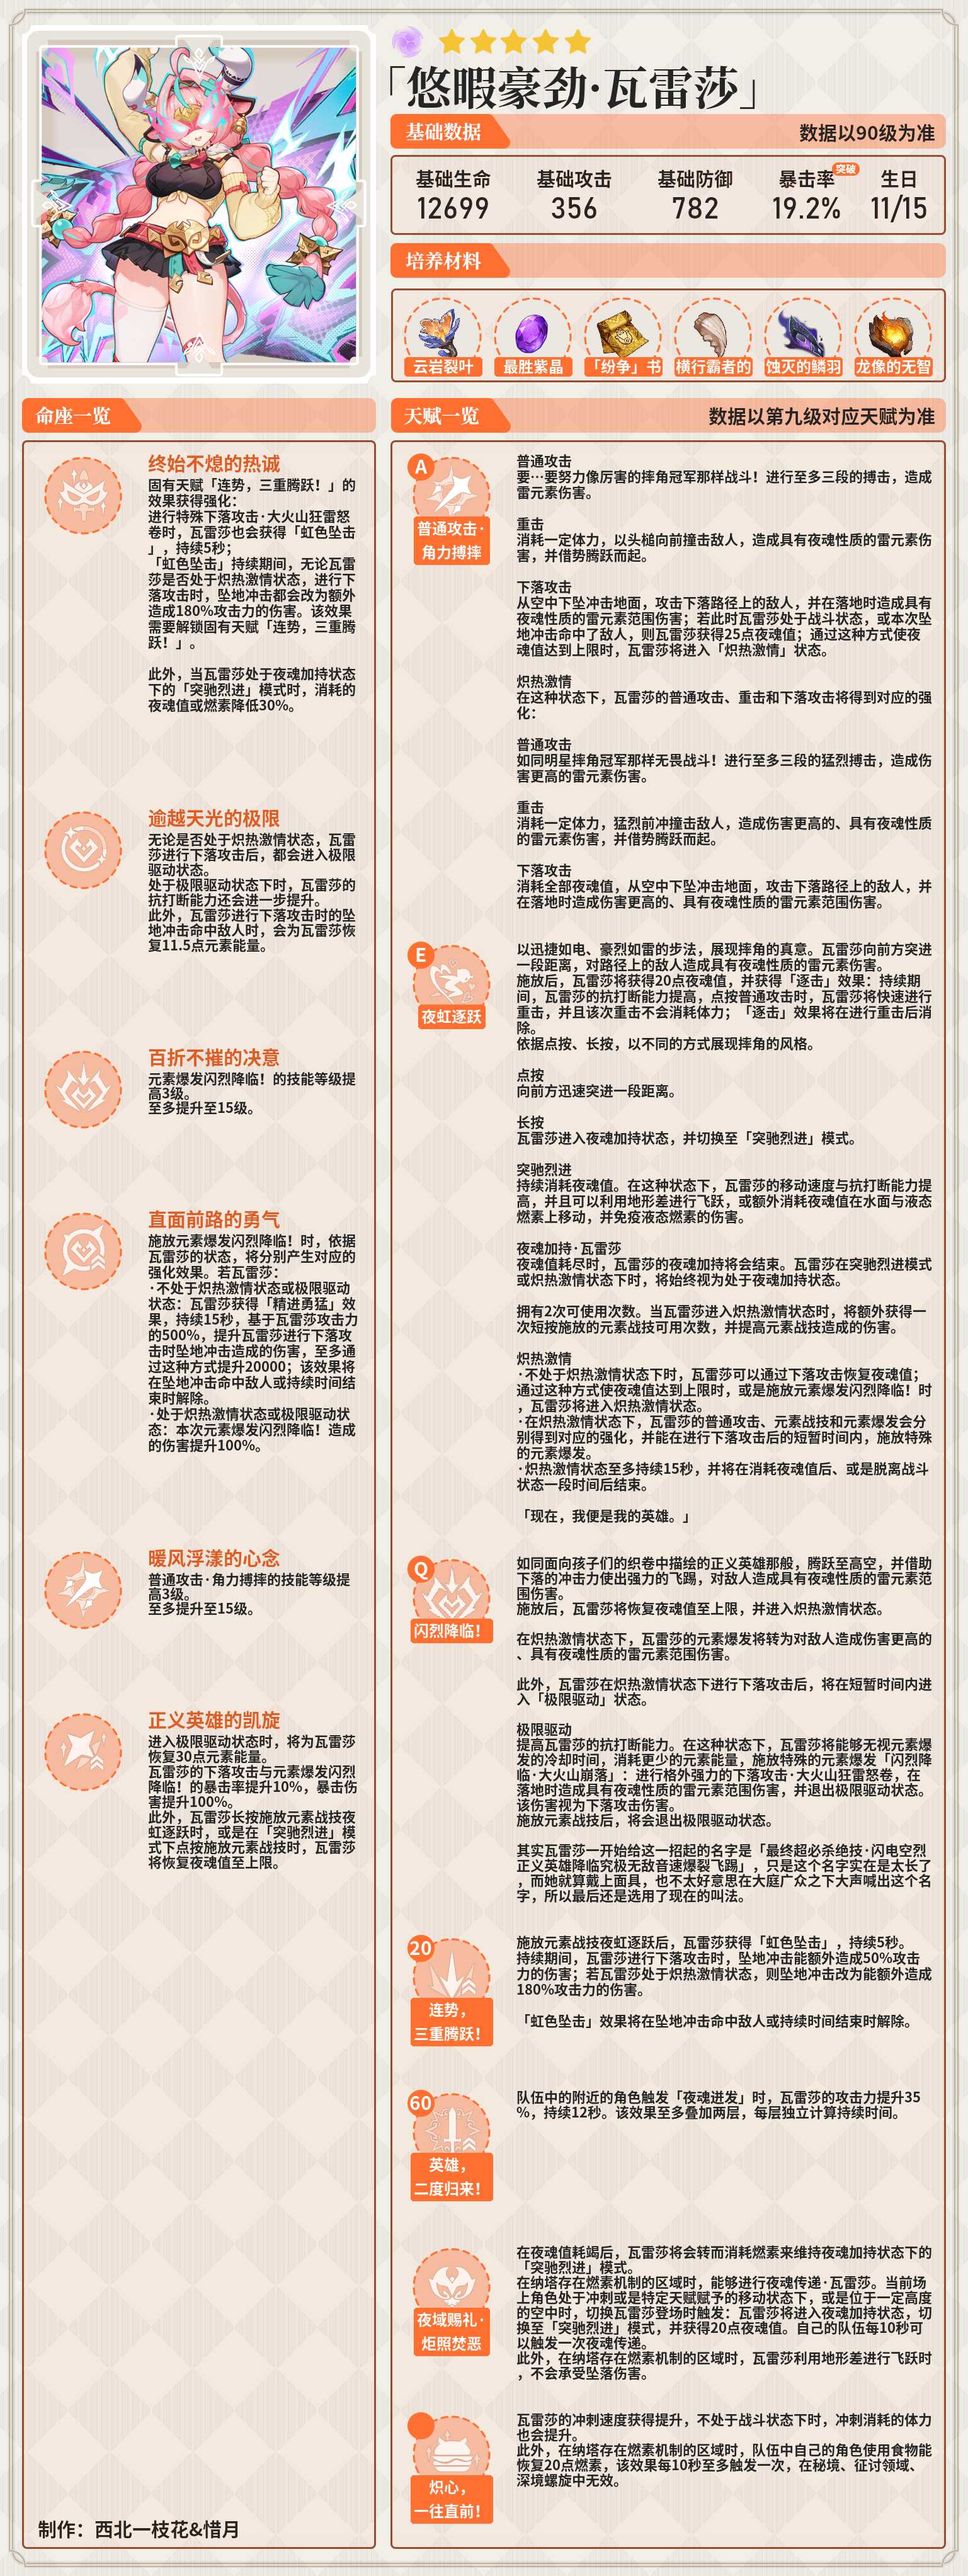 「悠暇豪劲·瓦雷莎」
基础数据
数据以90级为准
基础生命
基础攻击
基础防御
暴击率
突破
生日
12699
356
782
19.2%
11/15
培养材料
云岩裂叶
最胜紫晶
「纷争」书
横行霸者的
蚀灭的鳞羽
龙像的无智
命座一览
终始不熄的热诚
固有天赋「连势，三重腾跃！」的
效果获得强化：
进行特殊下落攻击·大火山狂雷怒
卷时，瓦雷莎也会获得「虹色坠击
」，持续5秒；
「虹色坠击」持续期间，无论瓦雷
莎是否处于炽热激情状态，进行下
落攻击时，坠地冲击都会改为额外
造成180%攻击力的伤害。该效果
需要解锁固有天赋「连势，三重腾
跃！」。
此外，当瓦雷莎处于夜魂加持状态
下的「突驰烈进」模式时，消耗的
夜魂值或燃素降低30%。
逾越天光的极限
无论是否处于炽热激情状态，瓦雷
莎进行下落攻击后，都会进入极限
驱动状态。
处于极限驱动状态下时，瓦雷莎的
抗打断能力还会进一步提升。
此外，瓦雷莎进行下落攻击时的坠
地冲击命中敌人时，会为瓦雷莎恢
复11.5点元素能量。
百折不摧的决意
元素爆发闪烈降临！的技能等级提
高3级。
至多提升至15级。
直面前路的勇气
施放元素爆发闪烈降临！时，依据
瓦雷莎的状态，将分别产生对应的
强化效果。若瓦雷莎：
·不处于炽热激情状态或极限驱动
状态：瓦雷莎获得「精进勇猛」效
果，持续15秒，基于瓦雷莎攻击力
的500%，提升瓦雷莎进行下落攻
击时坠地冲击造成的伤害，至多通
过这种方式提升20000；该效果将
在坠地冲击命中敌人或持续时间结
束时解除。
·处于炽热激情状态或极限驱动状
态：本次元素爆发闪烈降临！造成
的伤害提升100%。
暖风浮漾的心念
普通攻击·角力搏摔的技能等级提
高3级。
至多提升至15级。
正义英雄的凯旋
进入极限驱动状态时，将为瓦雷莎
恢复30点元素能量。
瓦雷莎的下落攻击与元素爆发闪烈
降临！的暴击率提升10%，暴击伤
害提升100%。
此外，瓦雷莎长按施放元素战技夜
虹逐跃时，或是在「突驰烈进」模
式下点按施放元素战技时，瓦雷莎
将恢复夜魂值至上限。
制作：西北一枝花&惜月
天赋一览
数据以第九级对应天赋为准
A
普通攻击·
角力搏摔
普通攻击
要…要努力像厉害的摔角冠军那样战斗！进行至多三段的搏击，造成
雷元素伤害。
重击
消耗一定体力，以头槌向前撞击敌人，造成具有夜魂性质的雷元素伤
害，并借势腾跃而起。
下落攻击
从空中下坠冲击地面，攻击下落路径上的敌人，并在落地时造成具有
夜魂性质的雷元素范围伤害；若此时瓦雷莎处于战斗状态，或本次坠
地冲击命中了敌人，则瓦雷莎获得25点夜魂值；通过这种方式使夜
魂值达到上限时，瓦雷莎将进入「炽热激情」状态。
炽热激情
在这种状态下，瓦雷莎的普通攻击、重击和下落攻击将得到对应的强
化：
普通攻击
如同明星摔角冠军那样无畏战斗！进行至多三段的猛烈搏击，造成伤
害更高的雷元素伤害。
重击
消耗一定体力，猛烈前冲撞击敌人，造成伤害更高的、具有夜魂性质
的雷元素伤害，并借势腾跃而起。
下落攻击
消耗全部夜魂值，从空中下坠冲击地面，攻击下落路径上的敌人，并
在落地时造成伤害更高的、具有夜魂性质的雷元素范围伤害。
E
夜虹逐跃
以迅捷如电、豪烈如雷的步法，展现摔角的真意。瓦雷莎向前方突进
一段距离，对路径上的敌人造成具有夜魂性质的雷元素伤害。
施放后，瓦雷莎将获得20点夜魂值，并获得「逐击」效果：持续期
间，瓦雷莎的抗打断能力提高，点按普通攻击时，瓦雷莎将快速进行
重击，并且该次重击不会消耗体力；「逐击」效果将在进行重击后消
除。
依据点按、长按，以不同的方式展现摔角的风格。
点按
向前方迅速突进一段距离。
长按
瓦雷莎进入夜魂加持状态，并切换至「突驰烈进」模式。
突驰烈进
持续消耗夜魂值。在这种状态下，瓦雷莎的移动速度与抗打断能力提
高，并且可以利用地形差进行飞跃，或额外消耗夜魂值在水面与液态
燃素上移动，并免疫液态燃素的伤害。
夜魂加持·瓦雷莎
夜魂值耗尽时，瓦雷莎的夜魂加持将会结束。瓦雷莎在突驰烈进模式
或炽热激情状态下时，将始终视为处于夜魂加持状态。
拥有2次可使用次数。当瓦雷莎进入炽热激情状态时，将额外获得一
次短按施放的元素战技可用次数，并提高元素战技造成的伤害。
炽热激情
·不处于炽热激情状态下时，瓦雷莎可以通过下落攻击恢复夜魂值；
通过这种方式使夜魂值达到上限时，或是施放元素爆发闪烈降临！时
，瓦雷莎将进入炽热激情状态。
·在炽热激情状态下，瓦雷莎的普通攻击、元素战技和元素爆发会分
别得到对应的强化，并能在进行下落攻击后的短暂时间内，施放特殊
的元素爆发。
·炽热激情状态至多持续15秒，并将在消耗夜魂值后、或是脱离战斗
状态一段时间后结束。
「现在，我便是我的英雄。」
Q
闪烈降临！
如同面向孩子们的织卷中描绘的正义英雄那般，腾跃至高空，并借助
下落的冲击力使出强力的飞踢，对敌人造成具有夜魂性质的雷元素范
围伤害。
施放后，瓦雷莎将恢复夜魂值至上限，并进入炽热激情状态。
在炽热激情状态下，瓦雷莎的元素爆发将转为对敌人造成伤害更高的
、具有夜魂性质的雷元素范围伤害。
此外，瓦雷莎在炽热激情状态下进行下落攻击后，将在短暂时间内进
入「极限驱动」状态。
极限驱动
提高瓦雷莎的抗打断能力。在这种状态下，瓦雷莎将能够无视元素爆
发的冷却时间，消耗更少的元素能量，施放特殊的元素爆发「闪烈降
临·大火山崩落」：进行格外强力的下落攻击·大火山狂雷怒卷，在
落地时造成具有夜魂性质的雷元素范围伤害，并退出极限驱动状态。
该伤害视为下落攻击伤害。
施放元素战技后，将会退出极限驱动状态。
其实瓦雷莎一开始给这一招起的名字是「最终超必杀绝技·闪电空烈
正义英雄降临究极无敌音速爆裂飞踢」，只是这个名字实在是太长了
，而她就算戴上面具，也不太好意思在大庭广众之下大声喊出这个名
字，所以最后还是选用了现在的叫法。
20
连势，
三重腾跃！
施放元素战技夜虹逐跃后，瓦雷莎获得「虹色坠击」，持续5秒。
持续期间，瓦雷莎进行下落攻击时，坠地冲击能额外造成50%攻击
力的伤害；若瓦雷莎处于炽热激情状态，则坠地冲击改为能额外造成
180%攻击力的伤害。
「虹色坠击」效果将在坠地冲击命中敌人或持续时间结束时解除。
60
英雄，
二度归来！
队伍中的附近的角色触发「夜魂迸发」时，瓦雷莎的攻击力提升35
%，持续12秒。该效果至多叠加两层，每层独立计算持续时间。
夜域赐礼·
炬照焚恶
在夜魂值耗竭后，瓦雷莎将会转而消耗燃素来维持夜魂加持状态下的
「突驰烈进」模式。
在纳塔存在燃素机制的区域时，能够进行夜魂传递·瓦雷莎。当前场
上角色处于冲刺或是特定天赋赋予的移动状态下，或是位于一定高度
的空中时，切换瓦雷莎登场时触发：瓦雷莎将进入夜魂加持状态，切
换至「突驰烈进」模式，并获得20点夜魂值。自己的队伍每10秒可
以触发一次夜魂传递。
此外，在纳塔存在燃素机制的区域时，瓦雷莎利用地形差进行飞跃时
，不会承受坠落伤害。
炽心，
一往直前！
瓦雷莎的冲刺速度获得提升，不处于战斗状态下时，冲刺消耗的体力
也会提升。
此外，在纳塔存在燃素机制的区域时，队伍中自己的角色使用食物能
恢复20点燃素，该效果每10秒至多触发一次，在秘境、征讨领域、
深境螺旋中无效。